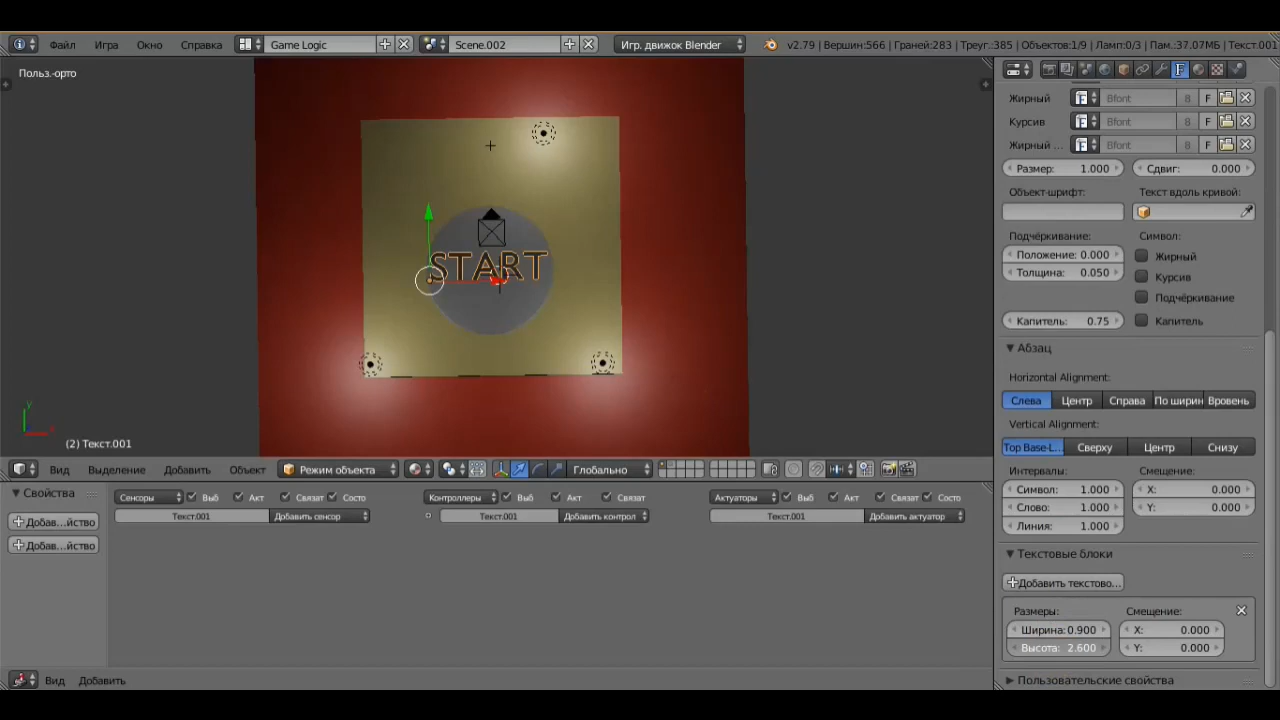 Файл Игра Окно Справка Game Logic Scene.002 Игр. движок Blender v2.79 | Вершин:566 | Граней:283 | Треуг.:385 | Объектов:1/9 | Ламп:0/3 | Пам.:37.07МБ | Текст.001
Польз.-орто
START
(2) Текст.001
Вид Выделение Добавить Объект Режим объекта Глобально
Свойства
Добав...йство
Добав...йство
Сенсоры Выб Акт Связат Состо Контроллеры Выб Акт Связат Актуаторы Выб Акт Связат Состо
Текст.001 Добавить сенсор Текст.001 Добавить контрол Текст.001 Добавить актуатор
Вид Добавить
Жирный Bfont 8 F
Курсив Bfont 8 F
Жирный ... Bfont 8 F
Размер: 1.000 Сдвиг: 0.000
Объект-шрифт: Текст вдоль кривой:
Подчёркивание: Символ:
Положение: 0.000 Жирный
Толщина: 0.050 Курсив
Подчёркивание
Капитель: 0.75 Капитель
Абзац
Horizontal Alignment:
Слева Центр Справа По ширин Вровень
Vertical Alignment:
Top Base-L... Сверху Центр Снизу
Интервалы: Смещение:
Символ: 1.000 X: 0.000
Слово: 1.000 Y: 0.000
Линия: 1.000
Текстовые блоки
Добавить текстово...
Размеры: Смещение:
Ширина:0.900 X: 0.000
Высота: 2.600 Y: 0.000
Пользовательские свойства